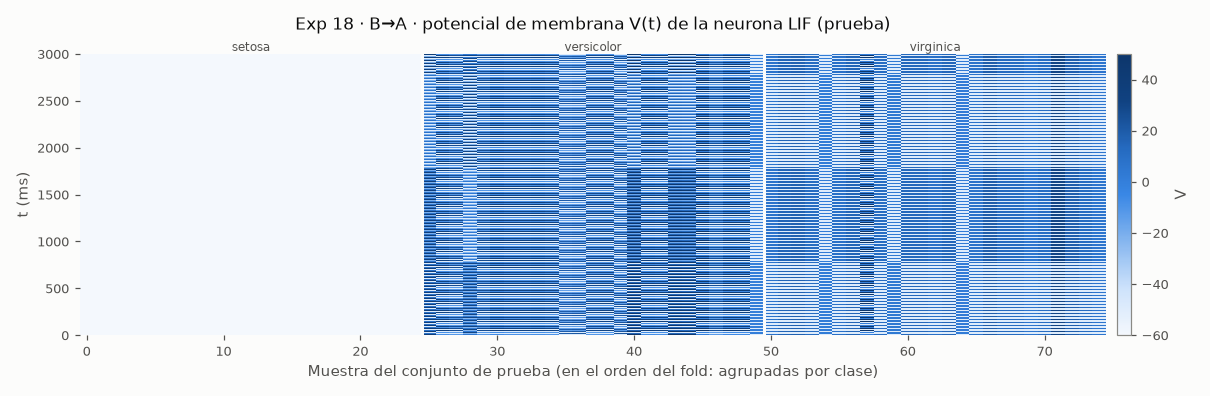 Exp 18 · B→A · potencial de membrana V(t) de la neurona LIF (prueba)
setosa versicolor virginica
3000
2500
2000
1500
1000
500
0
t (ms)
0 10 20 30 40 50 60 70
Muestra del conjunto de prueba (en el orden del fold: agrupadas por clase)
40
20
0
−20
−40
−60
V